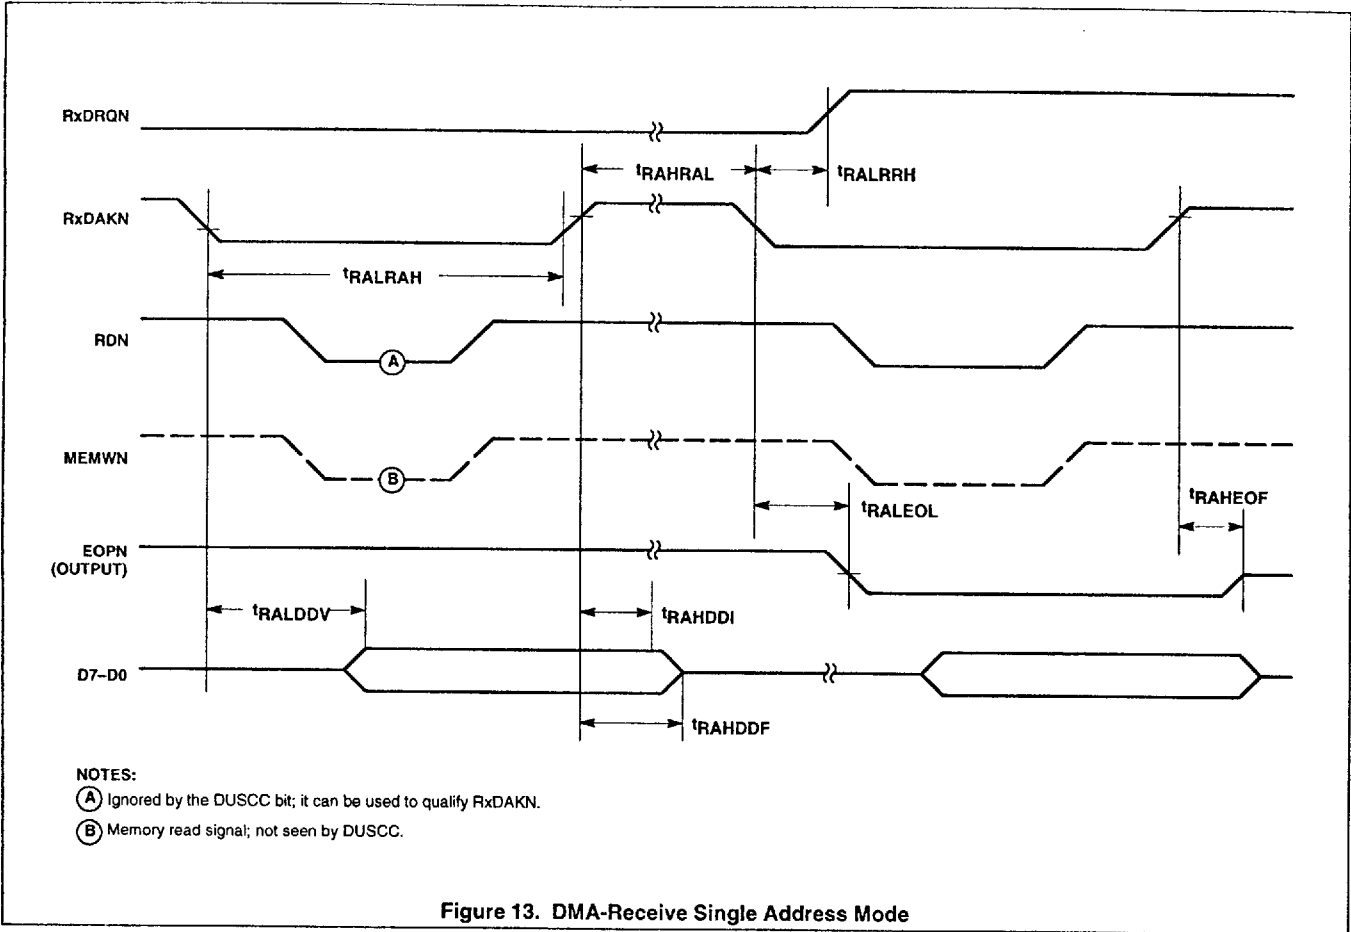 RxDRQN
tRAHRAL
tRALRRH
RxDAKN
tRALRAH
RDN
A
MEMWN
B
tRALEOL
tRAHEOF
EOPN
(OUTPUT)
tRALDDV
tRAHDDI
D7–D0
tRAHDDF
NOTES:
A Ignored by the DUSCC bit; it can be used to qualify RxDAKN.
B Memory read signal; not seen by DUSCC.
Figure 13. DMA-Receive Single Address Mode